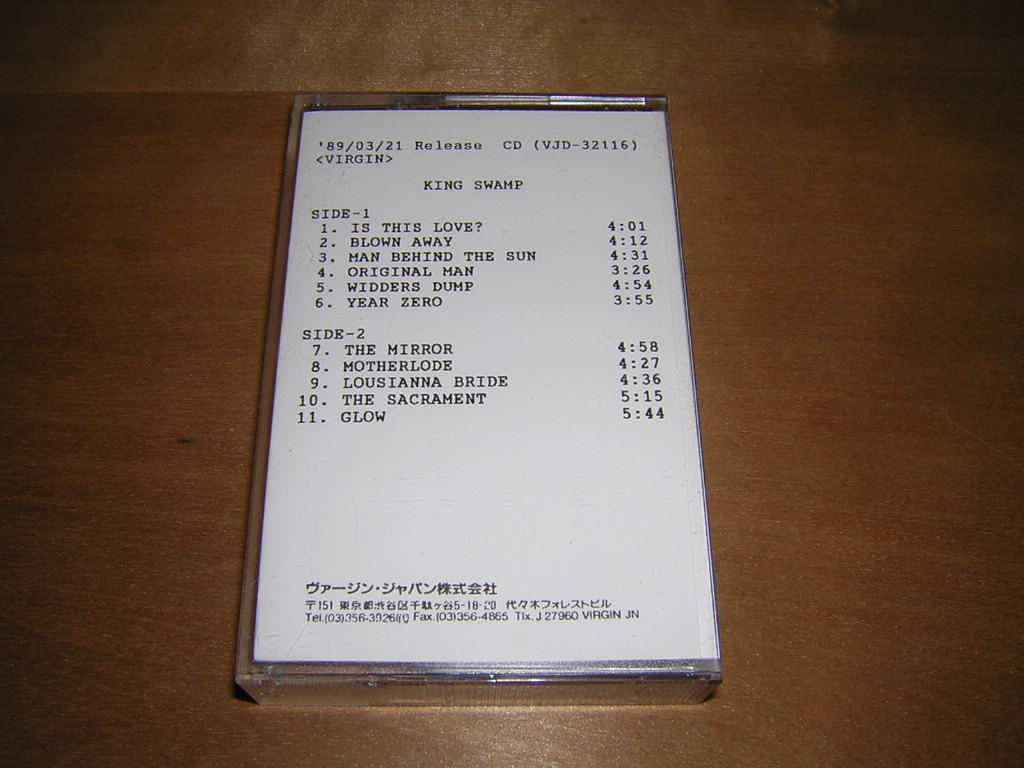 '89/03/21 Release CD (VJD-32116)
<VIRGIN>
KING SWAMP
SIDE-1
1. IS THIS LOVE? 4:01
2. BLOWN AWAY 4:12
3. MAN BEHIND THE SUN 4:31
4. ORIGINAL MAN 3:26
5. WIDDERS DUMP 4:54
6. YEAR ZERO 3:55
SIDE-2
7. THE MIRROR 4:58
8. MOTHERLODE 4:27
9. LOUSIANNA BRIDE 4:36
10. THE SACRAMENT 5:15
11. GLOW 5:44
ヴァージン・ジャパン株式会社
〒151 東京都渋谷区千駄ヶ谷5-18-20 代々木フォレストビル
Tel.(03) Fax.(03)356-4865 Tlx. J 27960 VIRGIN JN